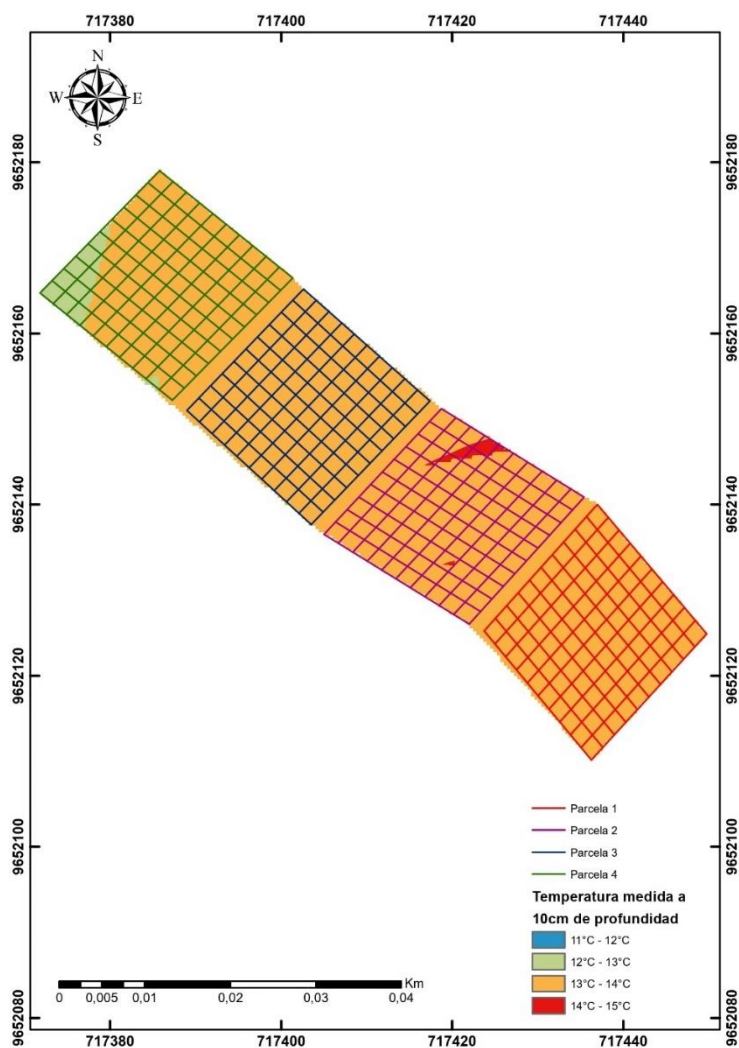 717380 717400 717420 717440
N
W E
S
9652180 9652180
9652160 9652160
9652140 9652140
9652120 9652120
9652100 9652100
9652080 9652080
Parcela 1
Parcela 2
Parcela 3
Parcela 4
Temperatura medida a
10cm de profundidad
11°C - 12°C
12°C - 13°C
13°C - 14°C
14°C - 15°C
Km
0 0,005 0,01 0,02 0,03 0,04
717380 717400 717420 717440